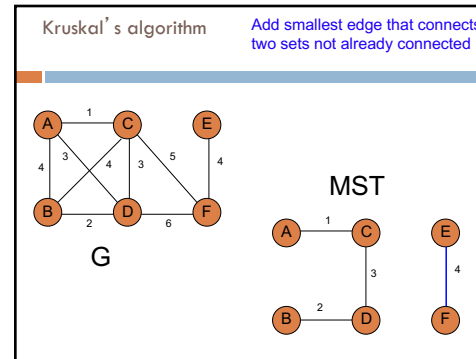 Kruskal's algorithm
Add smallest edge that connects
two sets not already connected
A 1 C E
4 3 4 3 5 4
B 2 D 6 F
G
MST
A 1 C E
3 4
B 2 D F